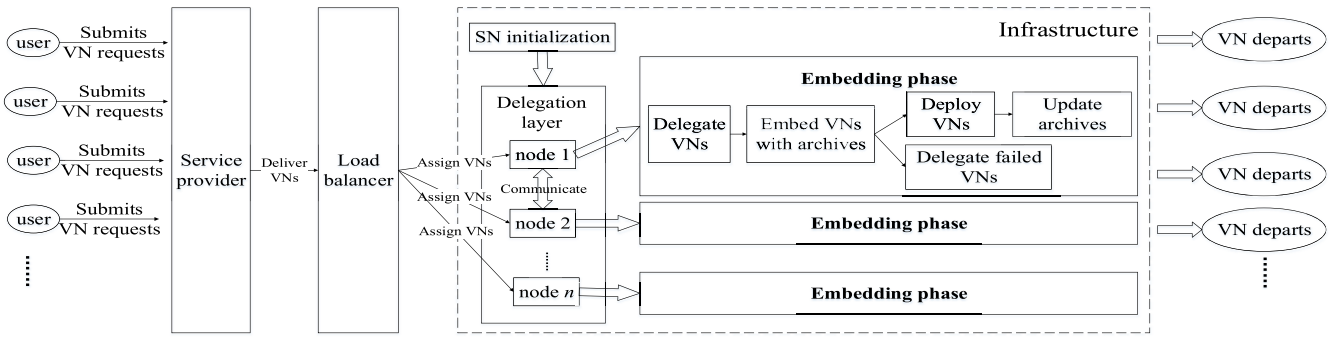 user
Submits
VN requests
user
Submits
VN requests
user
Submits
VN requests
user
Submits
VN requests
Service
provider
Deliver
VNs
Load
balancer
Assign VNs
Assign VNs
Assign VNs
Infrastructure
SN initialization
Delegation
layer
node 1
Communicate
node 2
node n
Embedding phase
Delegate
VNs
Embed VNs
with archives
Deploy
VNs
Update
archives
Delegate failed
VNs
Embedding phase
Embedding phase
VN departs
VN departs
VN departs
VN departs